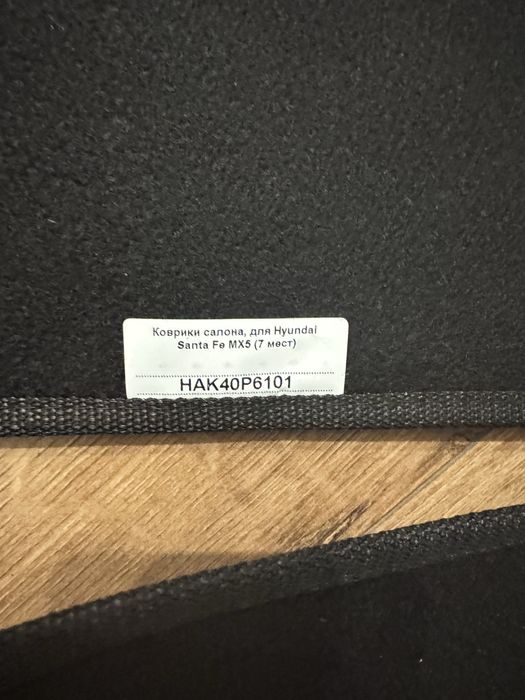 Коврики салона, для Hyundai
Santa Fe MX5 (7 мест)
HAK40P6101